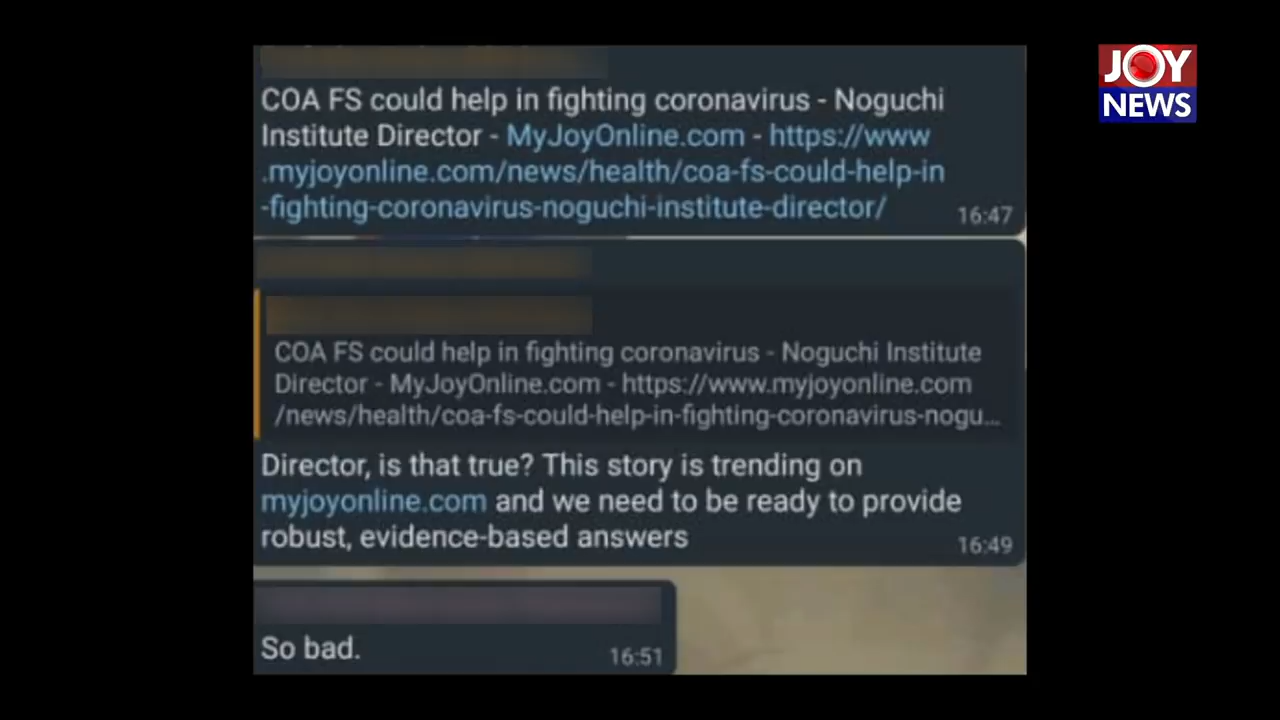 JOY
NEWS
COA FS could help in fighting coronavirus - Noguchi
Institute Director - MyJoyOnline.com - https://www
.myjoyonline.com/news/health/coa-fs-could-help-in
-fighting-coronavirus-noguchi-institute-director/
16:47
COA FS could help in fighting coronavirus - Noguchi Institute
Director - MyJoyOnline.com - https://www.myjoyonline.com
/news/health/coa-fs-could-help-in-fighting-coronavirus-nogu...
Director, is that true? This story is trending on
myjoyonline.com and we need to be ready to provide
robust, evidence-based answers
16:49
So bad.
16:51